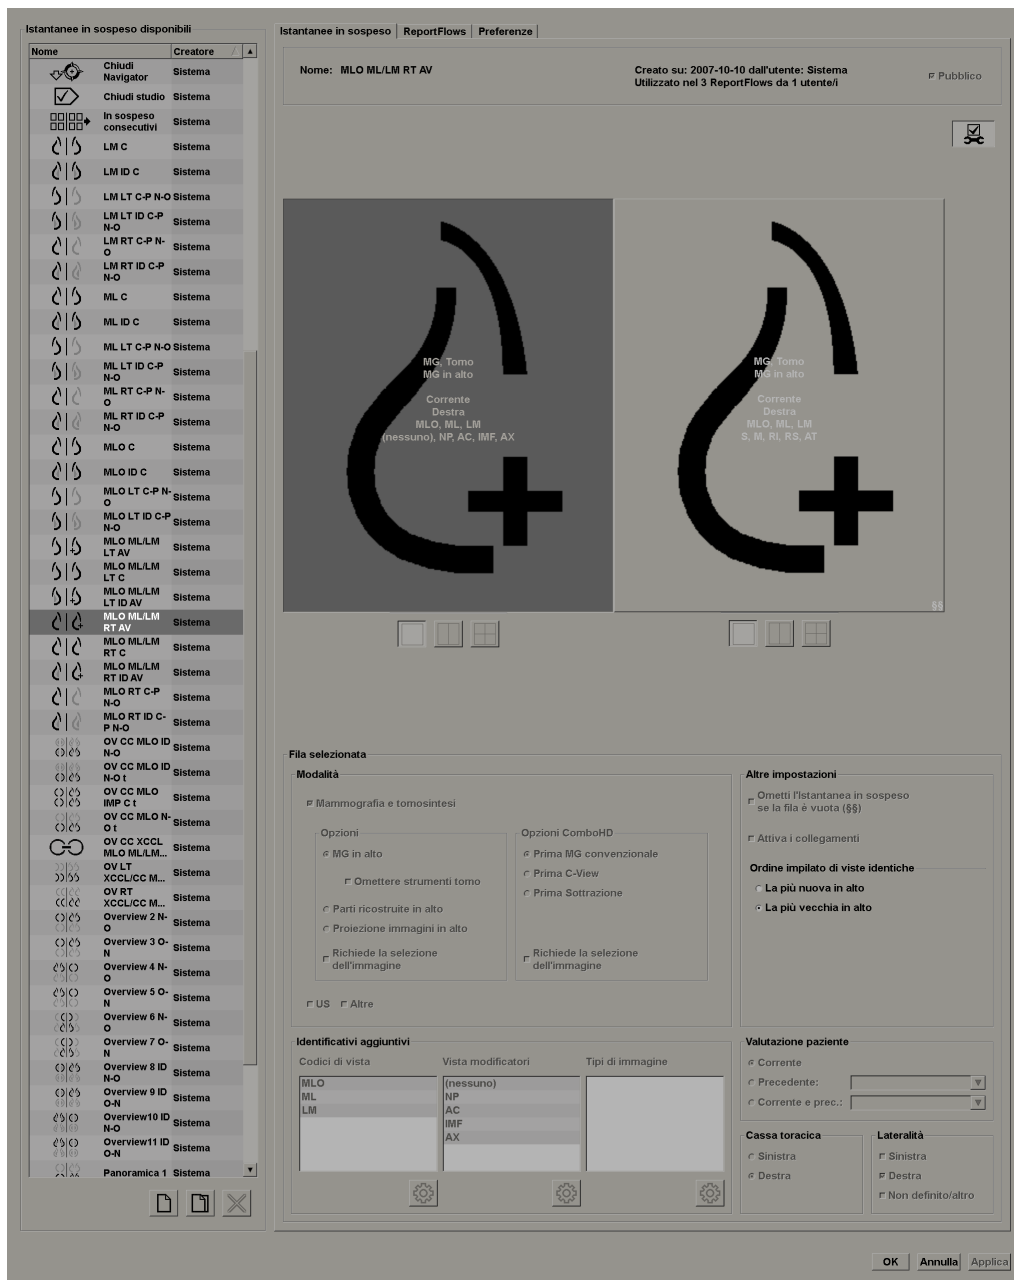 Istantanee in sospeso disponibili
Nome
Creatore
Chiudi
Navigator
Sistema
Chiudi studio
Sistema
In sospeso
consecutivi
Sistema
LM C
Sistema
LM ID C
Sistema
LM LT C-P N-O
Sistema
LM LT ID C-P
N-O
Sistema
LM RT C-P N-
O
Sistema
LM RT ID C-P
N-O
Sistema
ML C
Sistema
ML ID C
Sistema
ML LT C-P N-O
Sistema
ML LT ID C-P
N-O
Sistema
ML RT C-P N-
O
Sistema
ML RT ID C-P
N-O
Sistema
MLO C
Sistema
MLO ID C
Sistema
MLO LT C-P N-
O
Sistema
MLO LT ID C-P
N-O
Sistema
MLO ML/LM
LT AV
Sistema
MLO ML/LM
LT C
Sistema
MLO ML/LM
LT ID AV
Sistema
MLO ML/LM
RT AV
Sistema
MLO ML/LM
RT C
Sistema
MLO ML/LM
RT ID AV
Sistema
MLO RT C-P
N-O
Sistema
MLO RT ID C-
P N-O
Sistema
OV CC MLO ID
N-O
Sistema
OV CC MLO ID
N-O t
Sistema
OV CC MLO
IMP C t
Sistema
OV CC MLO N-
O t
Sistema
OV CC XCCL
MLO ML/LM...
Sistema
OV LT
XCCL/CC M...
Sistema
OV RT
XCCL/CC M...
Sistema
Overview 2 N-
O
Sistema
Overview 3 O-
N
Sistema
Overview 4 N-
O
Sistema
Overview 5 O-
N
Sistema
Overview 6 N-
O
Sistema
Overview 7 O-
N
Sistema
Overview 8 ID
N-O
Sistema
Overview 9 ID
O-N
Sistema
Overview10 ID
N-O
Sistema
Overview11 ID
O-N
Sistema
Panoramica 1
Sistema
Istantanee in sospeso
ReportFlows
Preferenze
Nome: MLO ML/LM RT AV
Creato su: 2007-10-10 dall'utente: Sistema
Utilizzato nel 3 ReportFlows da 1 utente/i
Pubblico
MG, Tomo
MG in alto
Corrente
Destra
MLO, ML, LM
(nessuno), NP, AC, IMF, AX
MG, Tomo
MG in alto
Corrente
Destra
MLO, ML, LM
S, M, RI, RS, AT
§§
Fila selezionata
Modalità
Mammografia e tomosintesi
Opzioni
MG in alto
Omettere strumenti tomo
Parti ricostruite in alto
Proiezione immagini in alto
Richiede la selezione
dell'immagine
Opzioni ComboHD
Prima MG convenzionale
Prima C-View
Prima Sottrazione
Richiede la selezione
dell'immagine
US
Altre
Altre impostazioni
Ometti l'Istantanea in sospeso
se la fila è vuota (§§)
Attiva i collegamenti
Ordine impilato di viste identiche
La più nuova in alto
La più vecchia in alto
Identificativi aggiuntivi
Codici di vista
MLO
ML
LM
Vista modificatori
(nessuno)
NP
AC
IMF
AX
Tipi di immagine
Valutazione paziente
Corrente
Precedente:
Corrente e prec.:
Cassa toracica
Sinistra
Destra
Lateralità
Sinistra
Destra
Non definito/altro
OK
Annulla
Applica